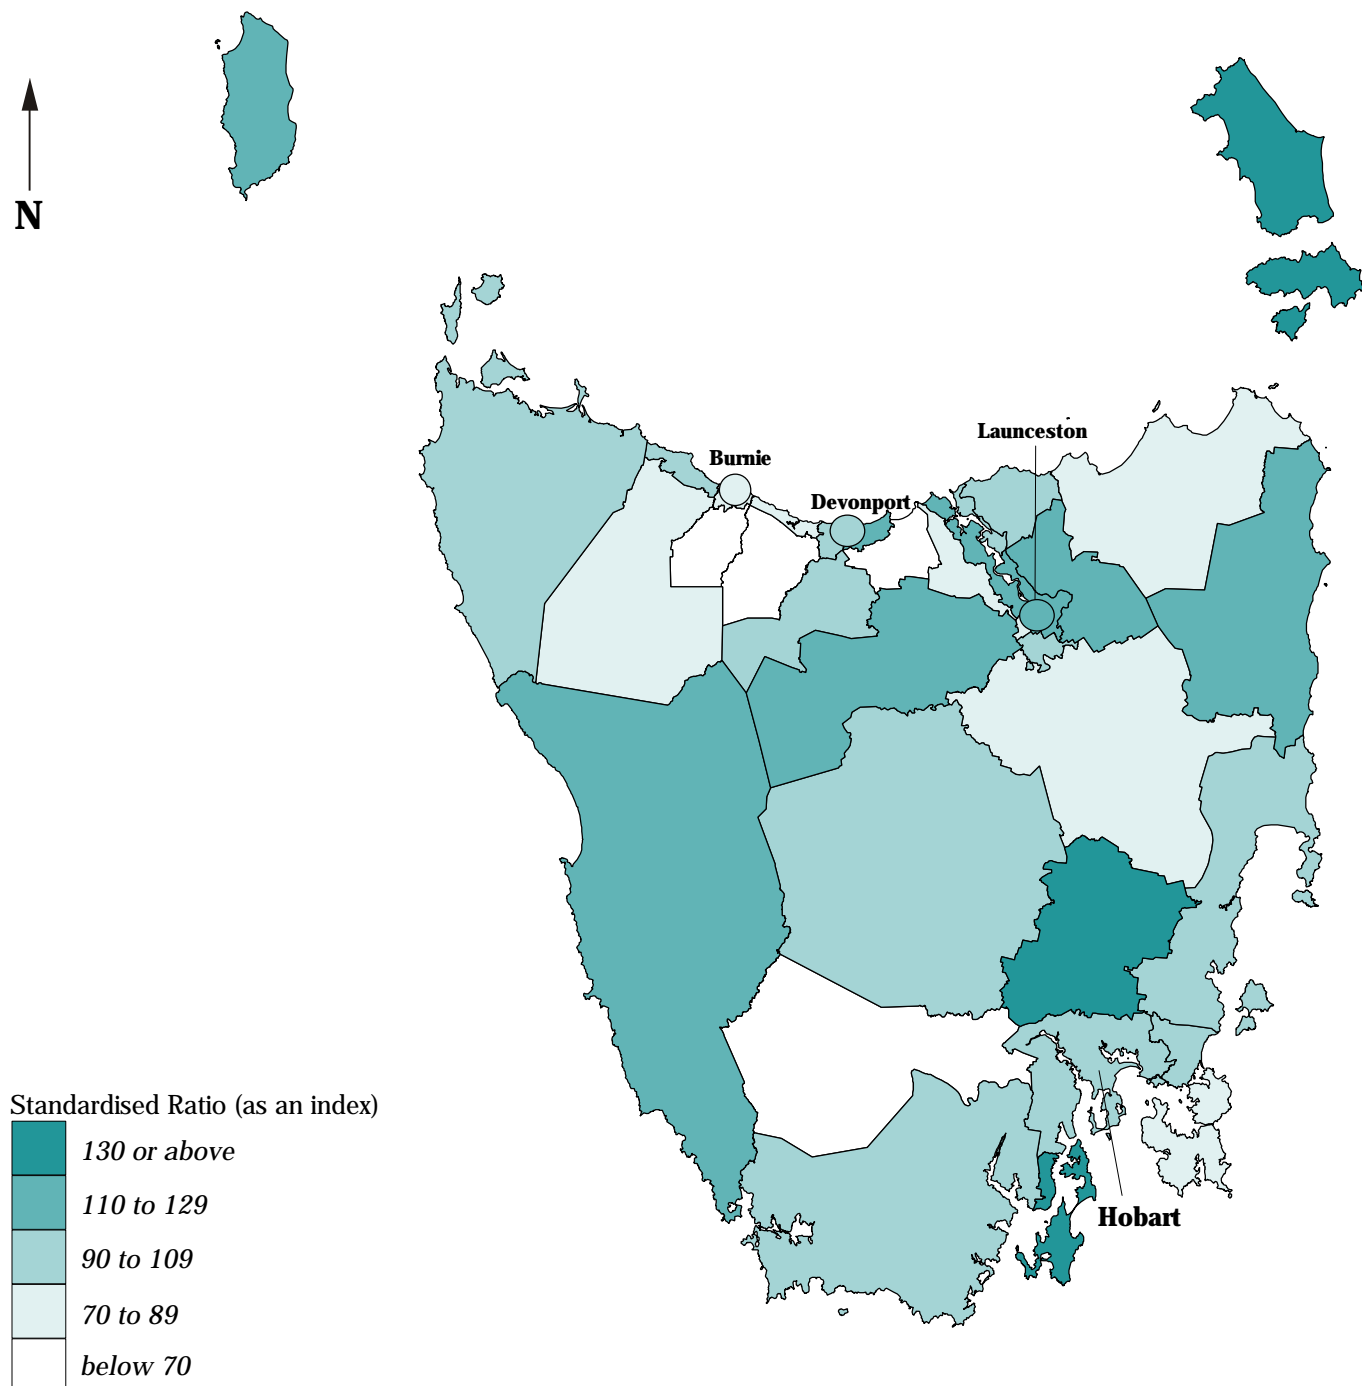 N
Launceston
Burnie
Devonport
Hobart
Standardised Ratio (as an index)
130 or above
110 to 129
90 to 109
70 to 89
below 70